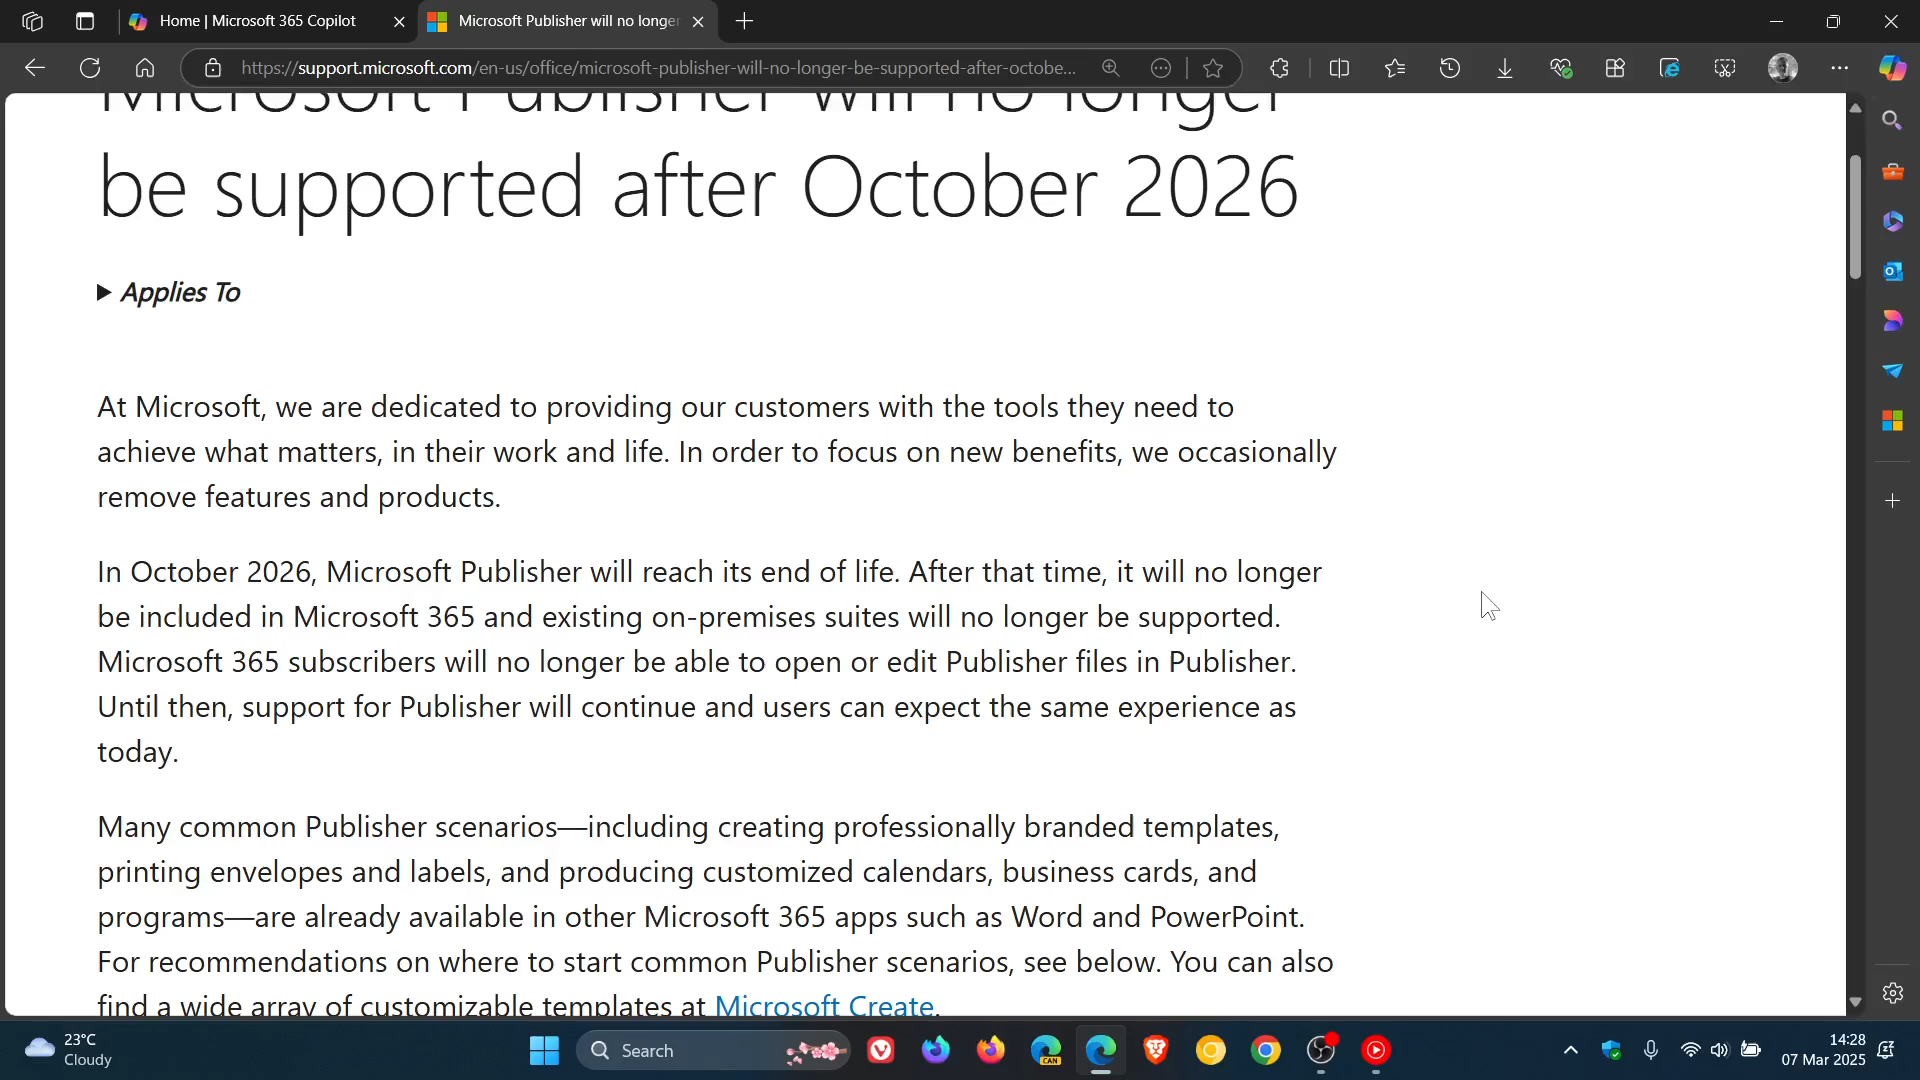 Home | Microsoft 365 Copilot
Microsoft Publisher will no longer
https://support.microsoft.com/en-us/office/microsoft-publisher-will-no-longer-be-supported-after-octobe...
Microsoft Publisher will no longer
be supported after October 2026
Applies To
At Microsoft, we are dedicated to providing our customers with the tools they need to
achieve what matters, in their work and life. In order to focus on new benefits, we occasionally
remove features and products.
In October 2026, Microsoft Publisher will reach its end of life. After that time, it will no longer
be included in Microsoft 365 and existing on-premises suites will no longer be supported.
Microsoft 365 subscribers will no longer be able to open or edit Publisher files in Publisher.
Until then, support for Publisher will continue and users can expect the same experience as
today.
Many common Publisher scenarios—including creating professionally branded templates,
printing envelopes and labels, and producing customized calendars, business cards, and
programs—are already available in other Microsoft 365 apps such as Word and PowerPoint.
For recommendations on where to start common Publisher scenarios, see below. You can also
find a wide array of customizable templates at Microsoft Create.
23°C
Cloudy
Search
CAN
14:28
07 Mar 2025